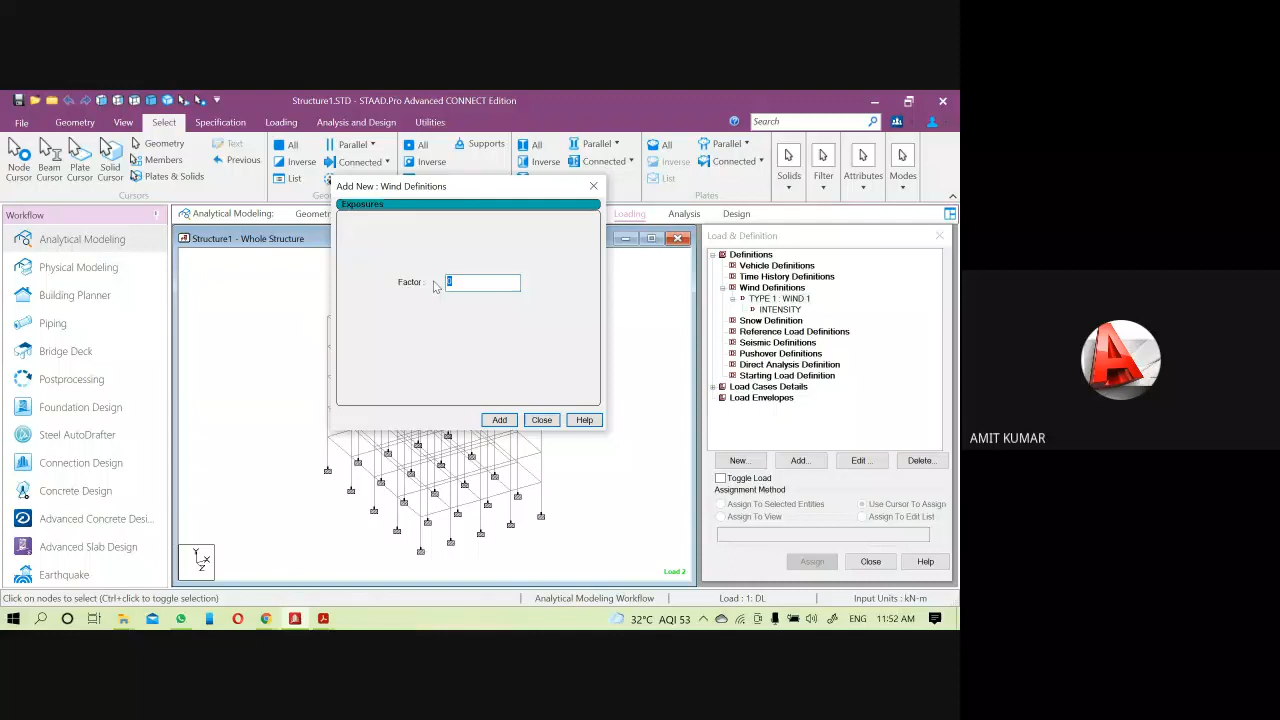 Structure1.STD - STAAD.Pro Advanced CONNECT Edition
File
Geometry
View
Select
Specification
Loading
Analysis and Design
Utilities
Search
Node Cursor
Beam Cursor
Plate Cursor
Solid Cursor
Geometry
Members
Plates & Solids
Cursors
Text
Previous
All
Inverse
List
Parallel
Connected
All
Inverse
Supports
All
Inverse
Parallel
Connected
All
Inverse
List
Parallel
Connected
Plates
Solids
Filter
Attributes
Modes
Workflow
Analytical Modeling
Physical Modeling
Building Planner
Piping
Bridge Deck
Postprocessing
Foundation Design
Steel AutoDrafter
Connection Design
Concrete Design
Advanced Concrete Desi...
Advanced Slab Design
Earthquake
Analytical Modeling:
Loading
Analysis
Design
Structure1 - Whole Structure
Add New : Wind Definitions
Exposures
Factor :
0
Add
Close
Help
Y
X
Z
Load 2
Load & Definition
Definitions
Vehicle Definitions
Time History Definitions
Wind Definitions
D TYPE 1 : WIND 1
D INTENSITY
Snow Definition
Reference Load Definitions
Seismic Definitions
Pushover Definitions
Direct Analysis Definition
Starting Load Definition
Load Cases Details
Load Envelopes
New...
Add...
Edit ...
Delete...
Toggle Load
Assignment Method
Assign To Selected Entities
Use Cursor To Assign
Assign To View
Assign To Edit List
Assign
Close
Help
Click on nodes to select (Ctrl+click to toggle selection)
Analytical Modeling Workflow
Load : 1: DL
Input Units : kN-m
32°C AQI 53
ENG
11:52 AM
A
AMIT KUMAR